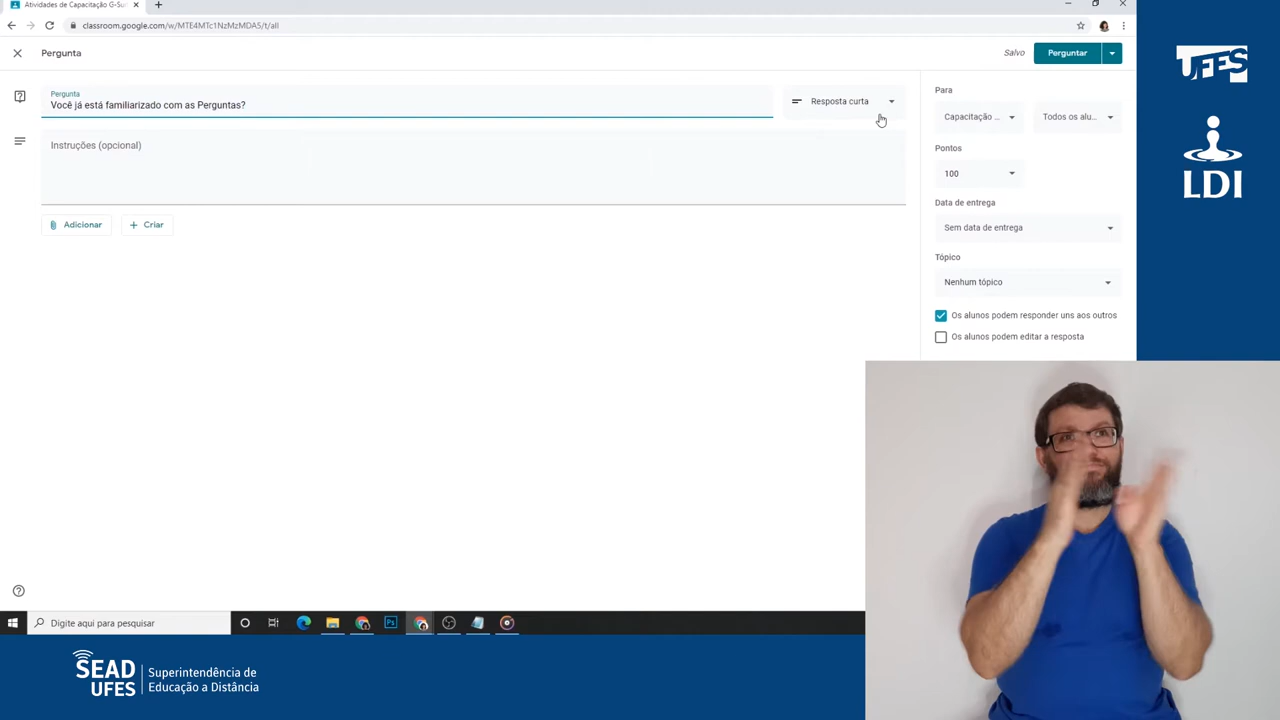 Atividades de Capacitação G-Su
classroom.google.com/w/MTE4MTc1NzMzMDA5/t/all
Pergunta
Salvo
Perguntar
Pergunta
Você já está familiarizado com as Perguntas?
Resposta curta
Instruções (opcional)
Adicionar
Criar
Para
Capacitação ...
Todos os alu...
Pontos
100
Data de entrega
Sem data de entrega
Tópico
Nenhum tópico
Os alunos podem responder uns aos outros
Os alunos podem editar a resposta
UFES
LDI
Digite aqui para pesquisar
Ps
SEAD
UFES
Superintendência de
Educação a Distância